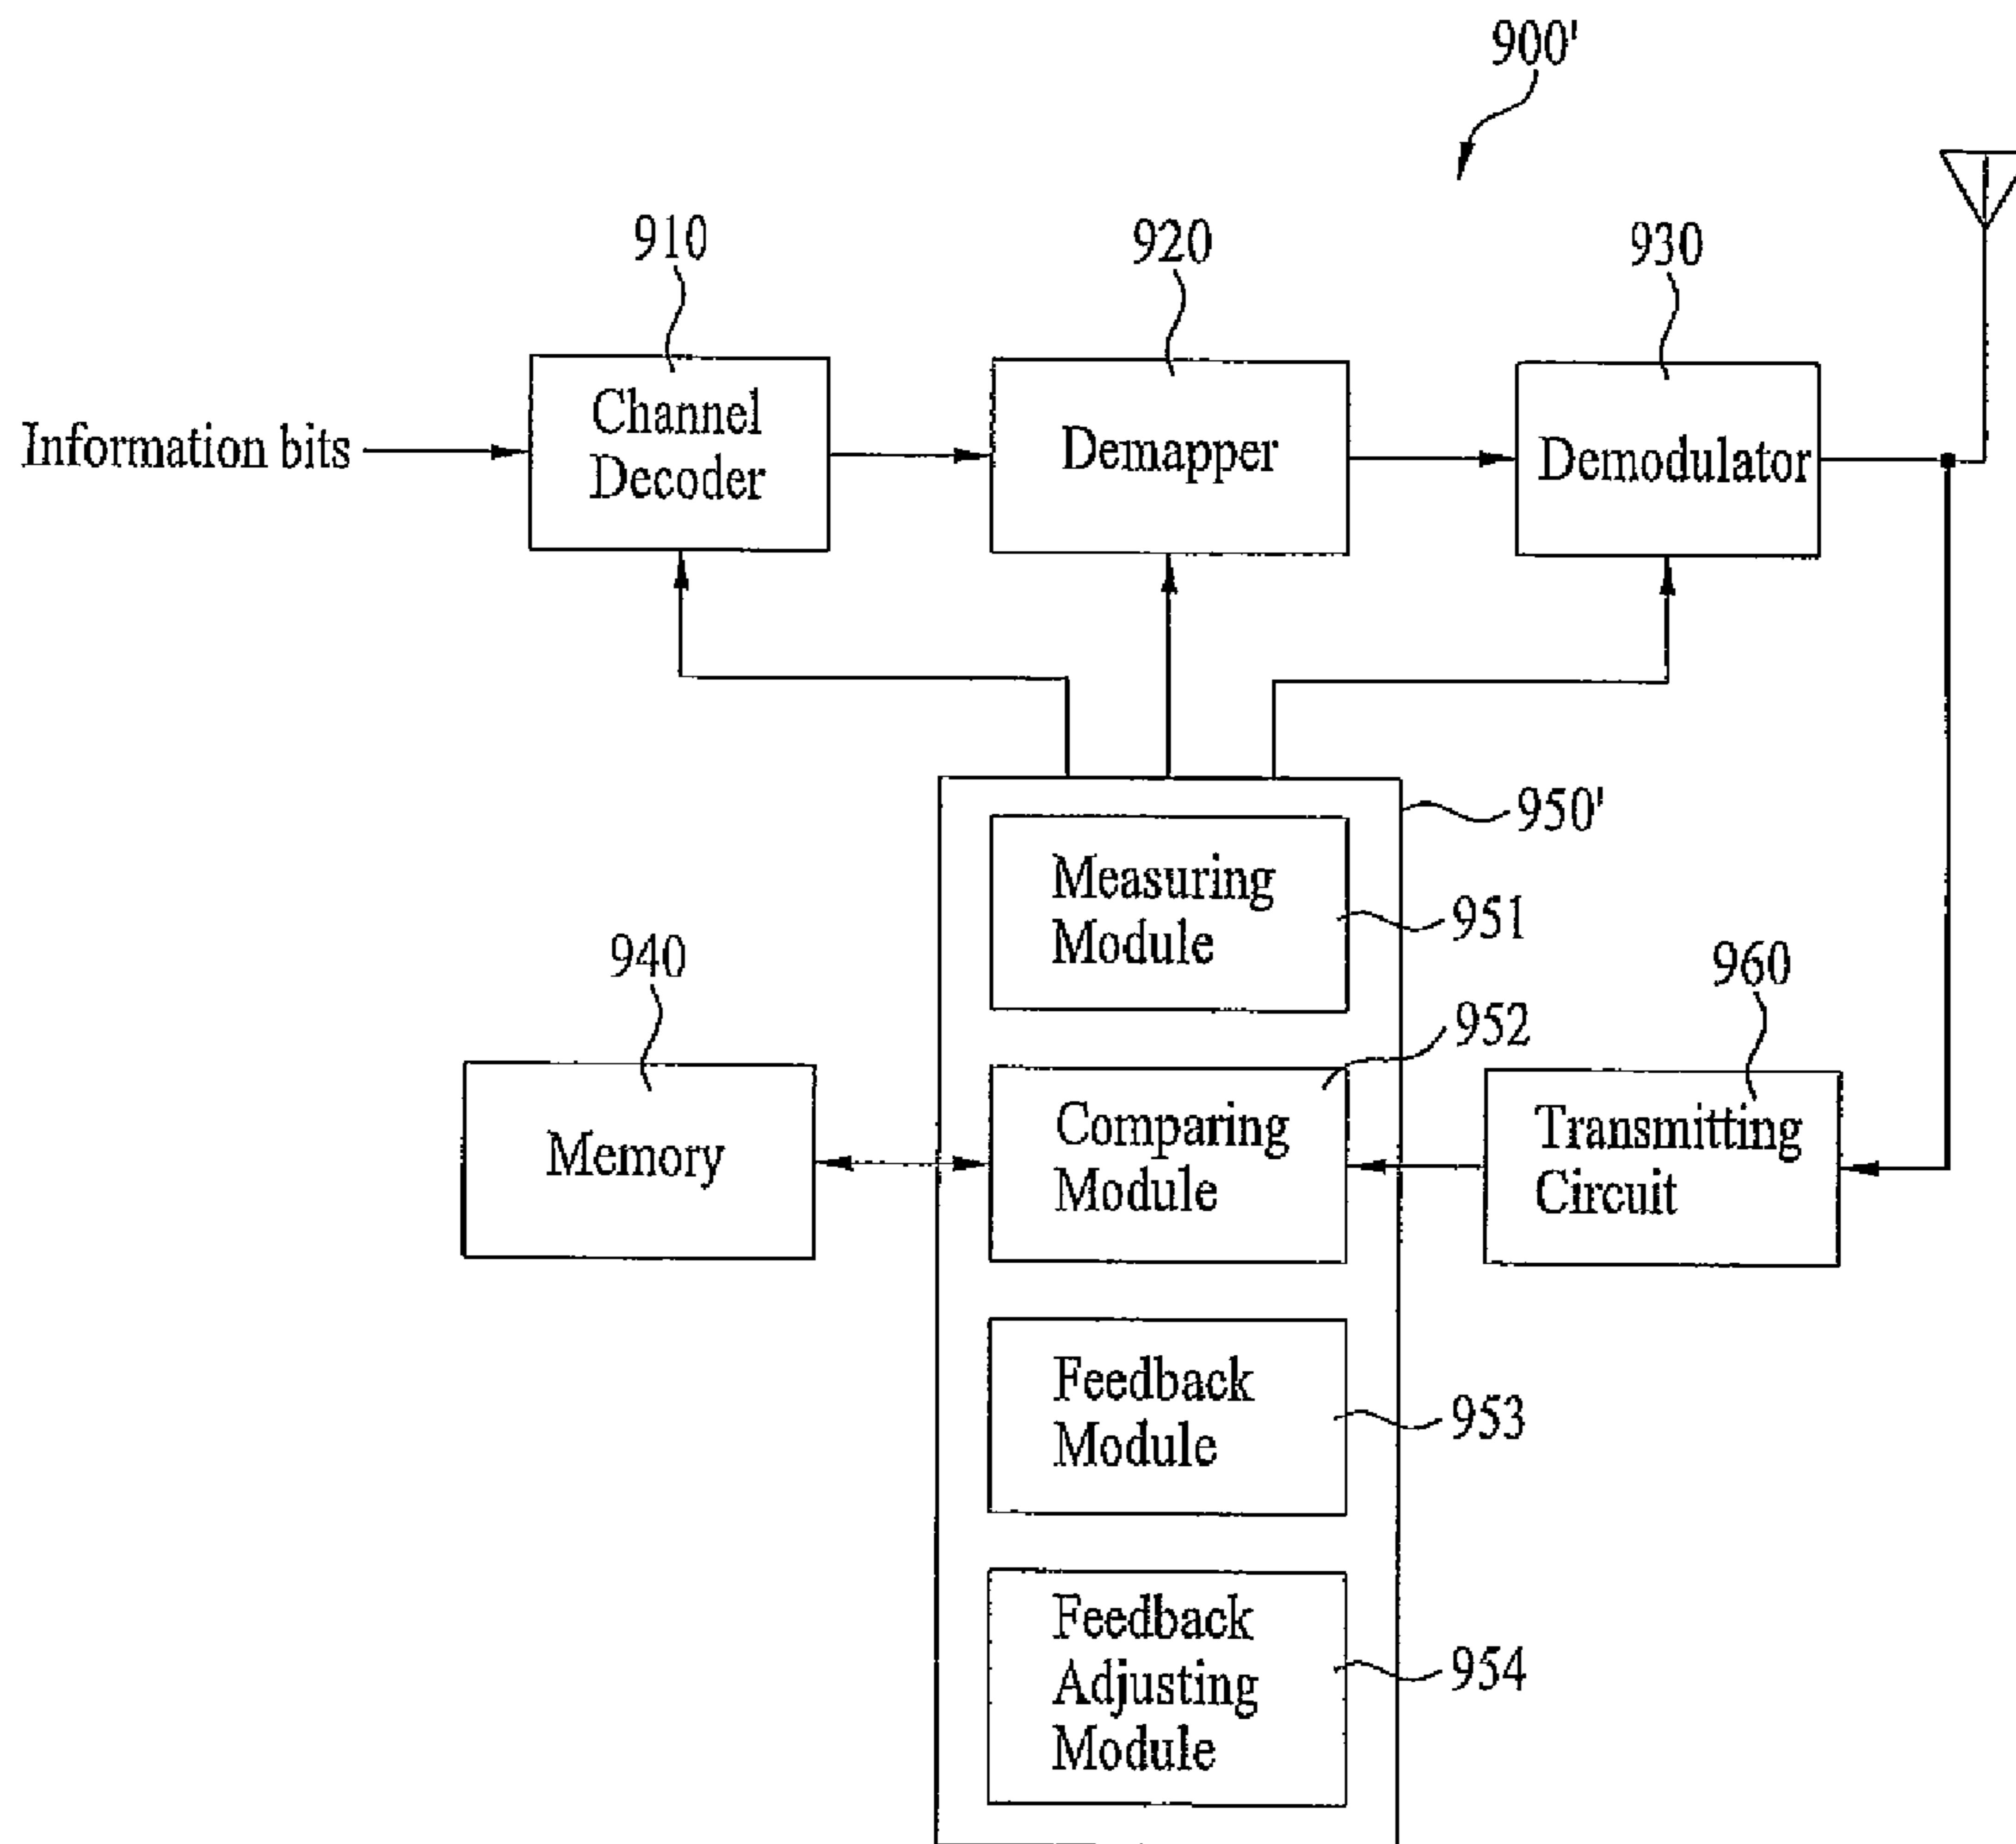 900'
910
920
930
Information bits
Channel
Decoder
Demapper
Demodulator
950'
Measuring
Module
951
940
960
952
Memory
Comparing
Module
Transmitting
Circuit
Feedback
Module
953
Feedback
Adjusting
Module
954